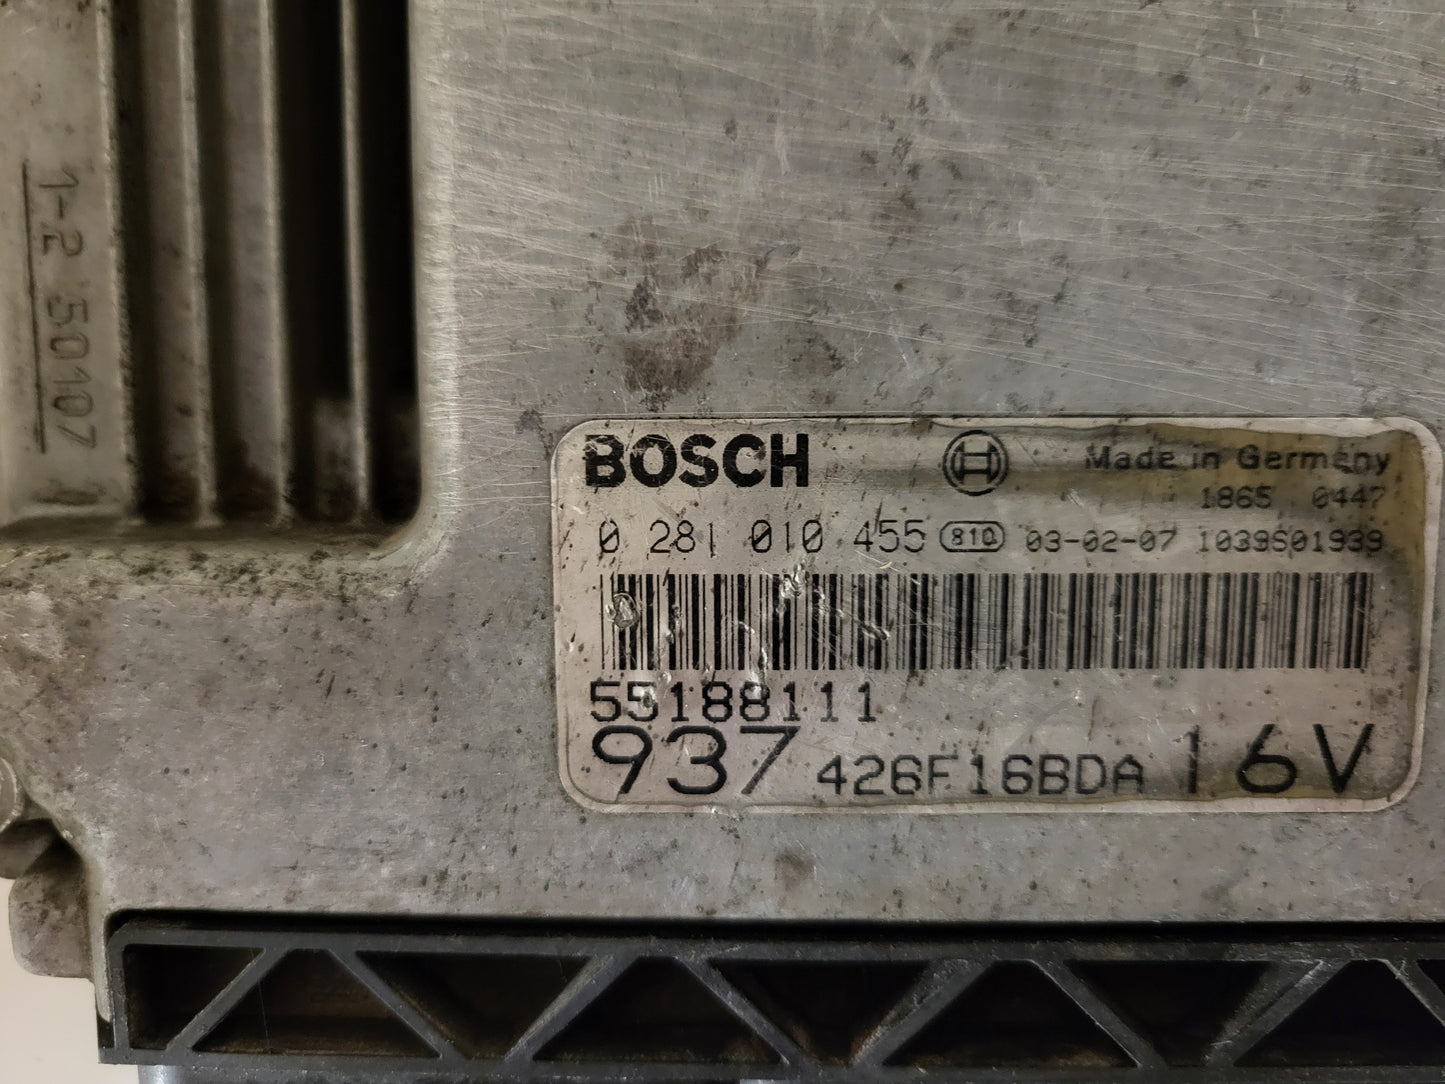 1-2 50107
BOSCH
Made in Germany
1865 0447
0 281 010 455 810 03-02-07 1039S01939
55188111
937 426F16BDA 16V